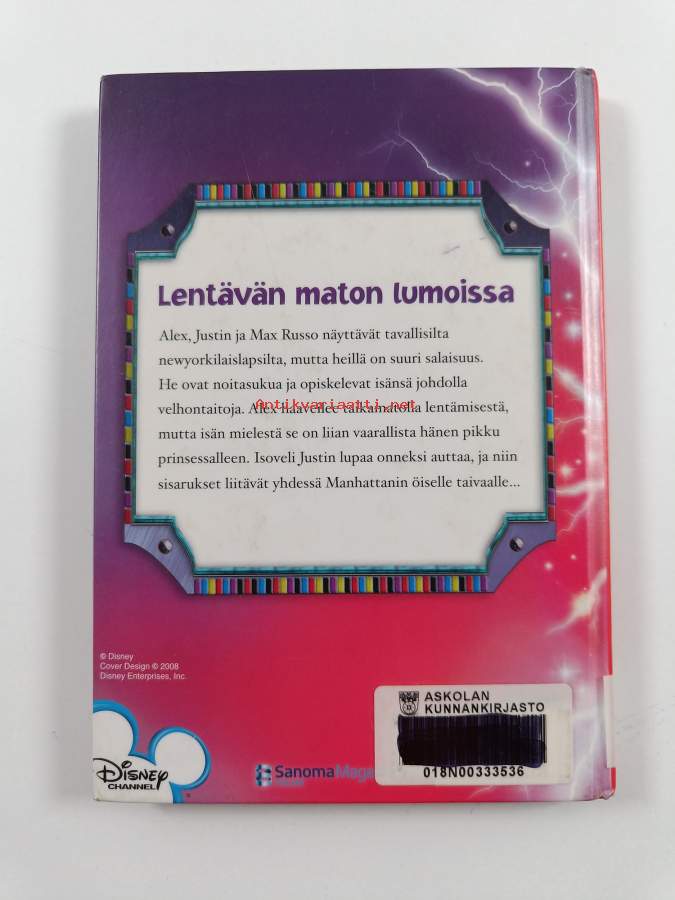 Lentävän maton lumoissa
Alex, Justin ja Max Russo näyttävät tavallisilta
newyorkilaislapsilta, mutta heillä on suuri salaisuus.
He ovat noitasukua ja opiskelevat isänsä johdolla
Antikvariaatti.net
velhontaitoja. Alex haaveilee taikamatolla lentämisestä,
mutta isän mielestä se on liian vaarallista hänen pikku
prinsessalleen. Isoveli Justin lupaa onneksi auttaa, ja niin
sisarukset liitävät yhdessä Manhattanin öiselle taivaalle...
© Disney
Cover Design © 2008
Disney Enterprises, Inc.
ASKOLAN
KUNNANKIRJASTO
018N00333536
Disney
CHANNEL
SanomaMaga